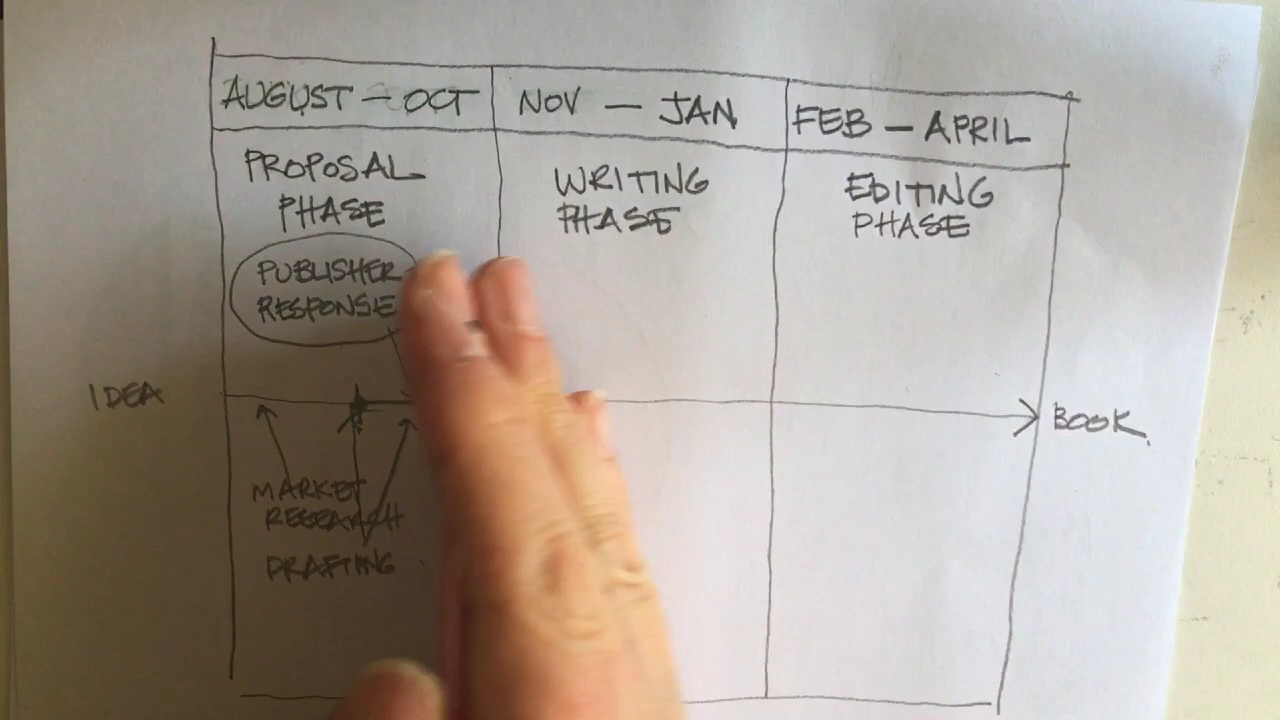 AUGUST - OCT
NOV - JAN
FEB - APRIL
PROPOSAL
PHASE
WRITING
PHASE
EDITING
PHASE
PUBLISHER
RESPONSE
IDEA
BOOK
MARKET
RESEARCH
DRAFTING